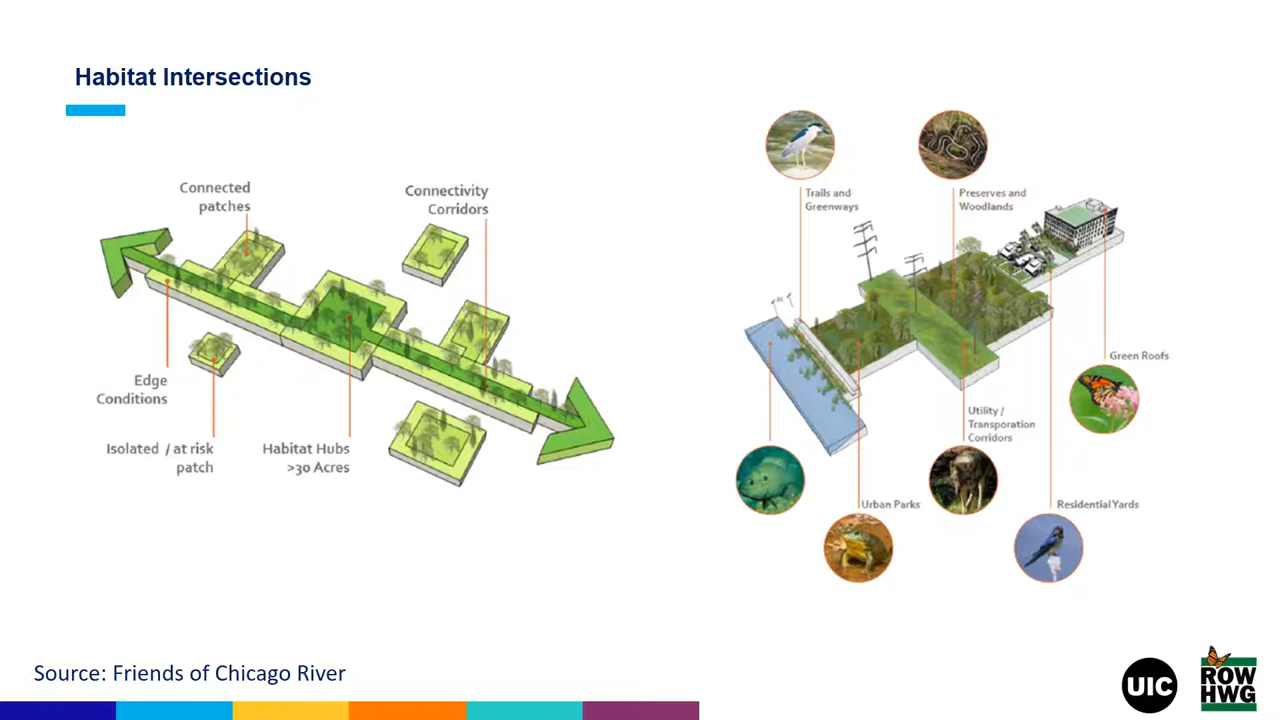 Habitat Intersections
Connected
patches
Connectivity
Corridors
Edge
Conditions
Isolated / at risk
patch
Habitat Hubs
>30 Acres
Trails and
Greenways
Preserves and
Woodlands
Green Roofs
Utility /
Transporation
Corridors
Urban Parks
Residential Yards
Source: Friends of Chicago River
UIC
ROW
HWG